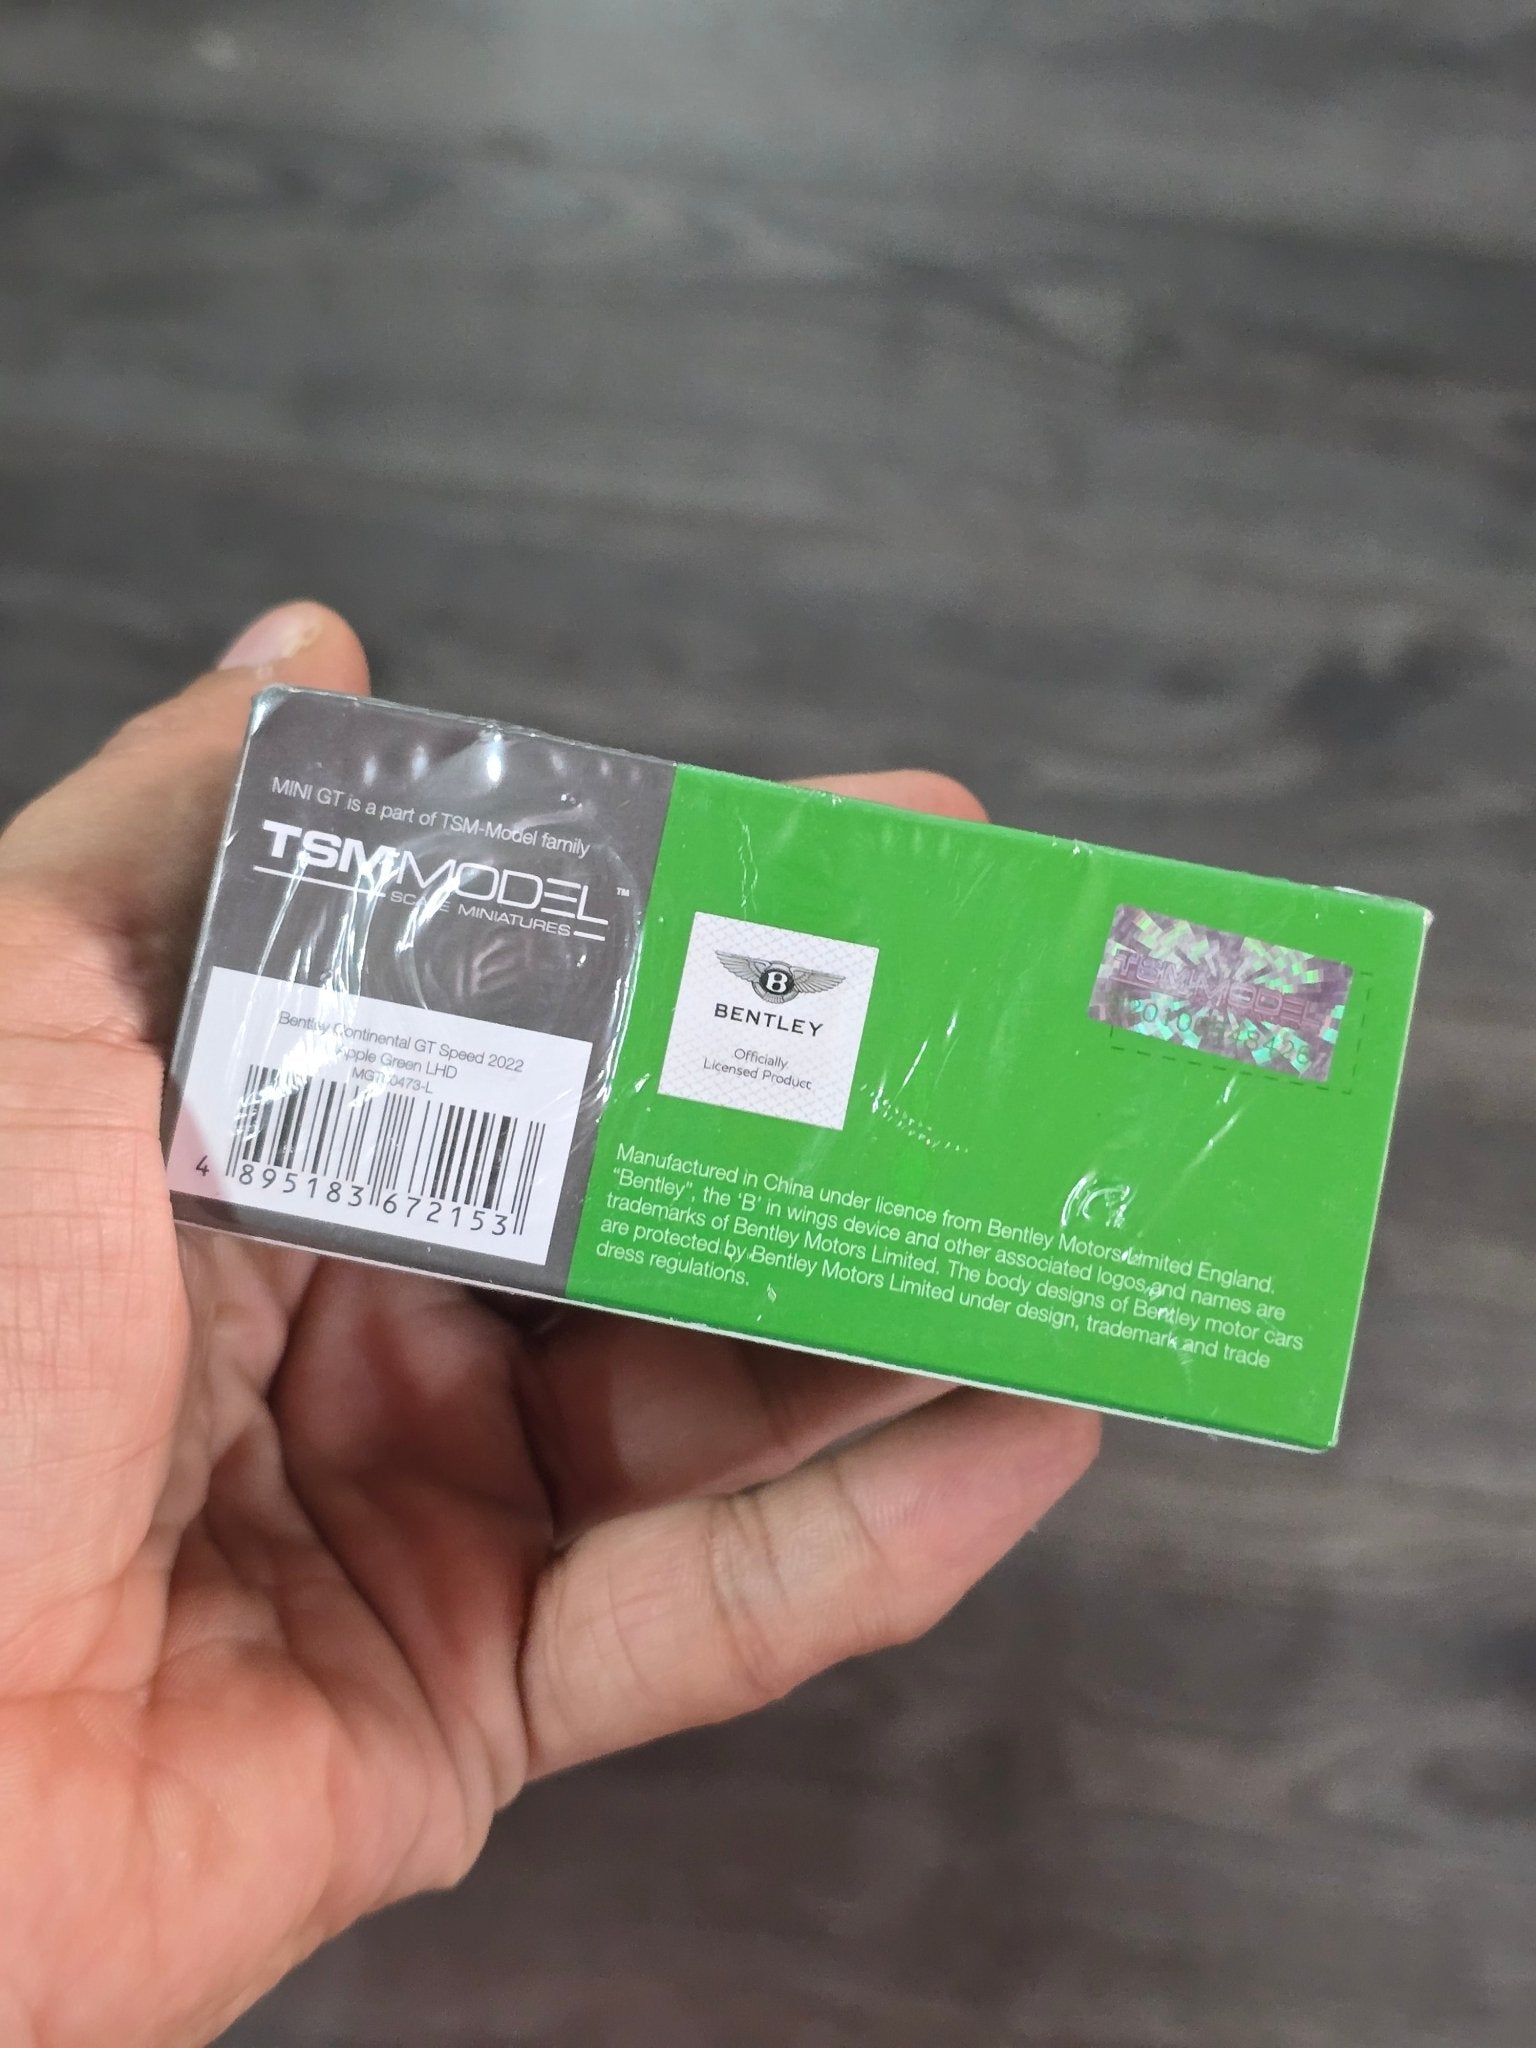 MINI GT is a part of TSM-Model family
TSMMODEL™
SCALE MINIATURES
Bentley Continental GT Speed 2022
Apple Green LHD
MGT00473-L
4 895183 672153
B
BENTLEY
Officially
Licensed Product
TSMMODEL
Manufactured in China under licence from Bentley Motors Limited England.
“Bentley”, the ‘B’ in wings device and other associated logos and names are
trademarks of Bentley Motors Limited. The body designs of Bentley motor cars
are protected by Bentley Motors Limited under design, trademark and trade
dress regulations.